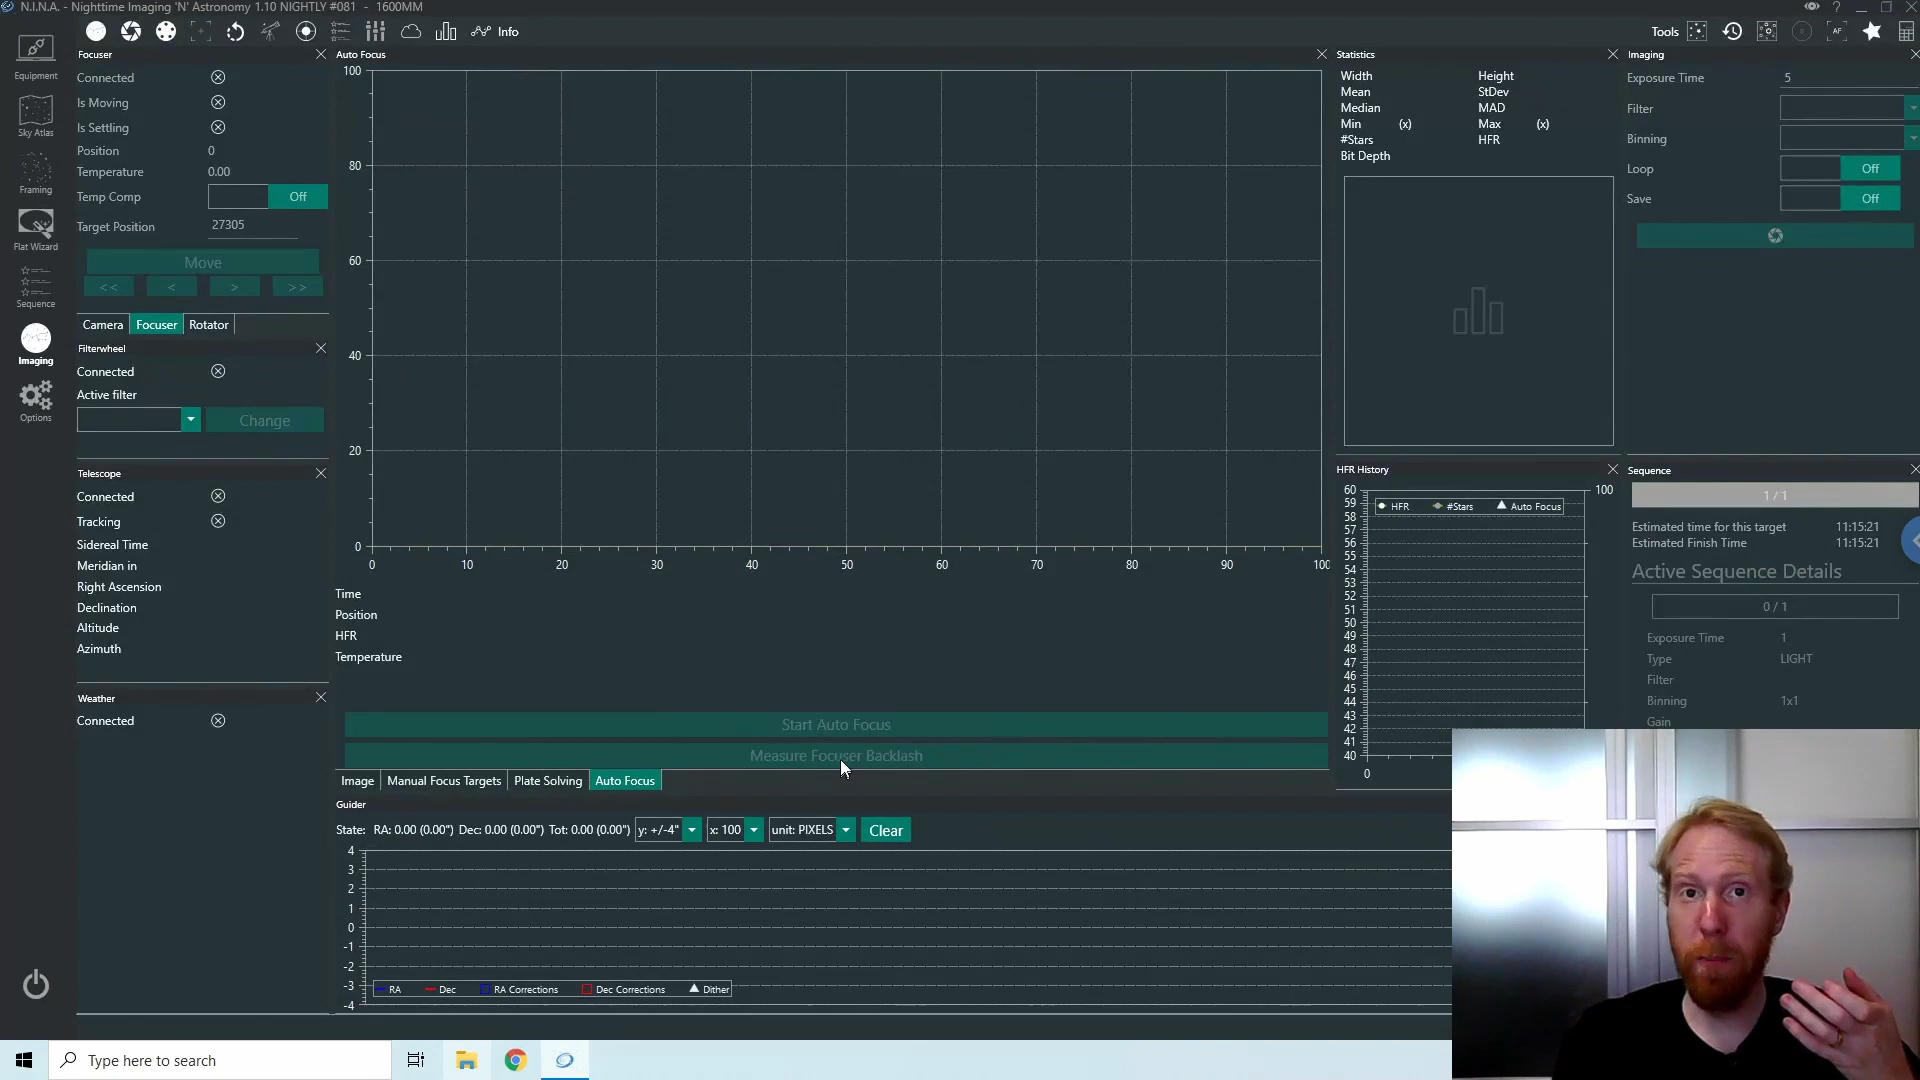 N.I.N.A. - Nighttime Imaging 'N' Astronomy 1.10 NIGHTLY #081 - 1600MM
?
Info
Tools
AF
Equipment
Sky Atlas
Framing
Flat Wizard
Sequence
Imaging
Options
Focuser
Connected
Is Moving
Is Settling
Position 0
Temperature 0.00
Temp Comp Off
Target Position 27305
Move
<< < > >>
Camera Focuser Rotator
Filterwheel
Connected
Active filter
Change
Telescope
Connected
Tracking
Sidereal Time
Meridian in
Right Ascension
Declination
Altitude
Azimuth
Weather
Connected
Auto Focus
100
80
60
40
20
0
0 10 20 30 40 50 60 70 80 90 100
Time
Position
HFR
Temperature
Start Auto Focus
Measure Focuser Backlash
Image Manual Focus Targets Plate Solving Auto Focus
Guider
State: RA: 0.00 (0.00") Dec: 0.00 (0.00") Tot: 0.00 (0.00") y: +/-4" x: 100 unit: PIXELS Clear
4
3
2
1
0
-1
-2
-3
-4
RA Dec RA Corrections Dec Corrections Dither
Statistics
Width Height
Mean StDev
Median MAD
Min (x) Max (x)
#Stars HFR
Bit Depth
HFR History
60 100
59
58
57
56
55
54
53
52
51
50
49
48
47
46
45
44
43
42
41
40
0
HFR #Stars Auto Focus
Imaging
Exposure Time 5
Filter
Binning
Loop Off
Save Off
Sequence
1 / 1
Estimated time for this target 11:15:21
Estimated Finish Time 11:15:21
Active Sequence Details
0 / 1
Exposure Time 1
Type LIGHT
Filter
Binning 1x1
Gain
Type here to search